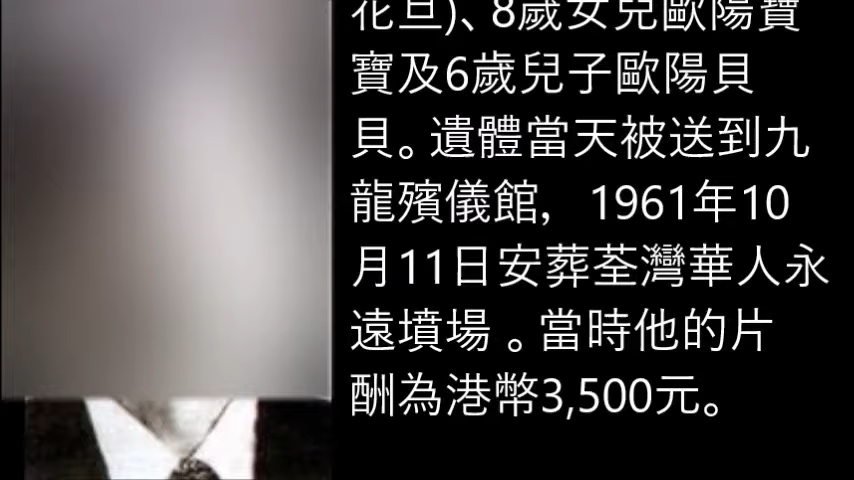 花旦)、8歲女兒歐陽寶
寶及6歲兒子歐陽貝
貝。遺體當天被送到九
龍殯儀館，1961年10
月11日安葬荃灣華人永
遠墳場。當時他的片
酬為港幣3,500元。